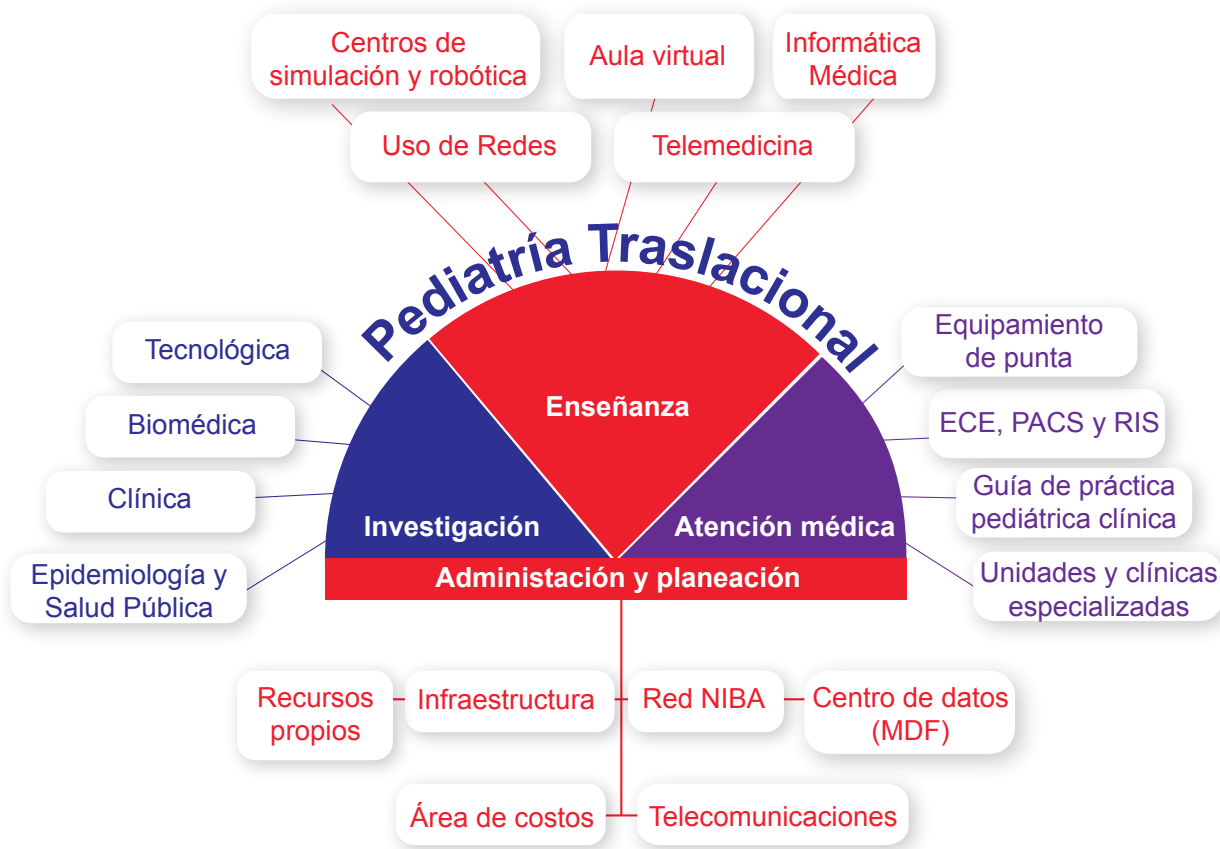 Centros de
simulación y robótica
Aula virtual
Informática
Médica
Uso de Redes
Telemedicina
Pediatría Traslacional
Tecnológica
Biomédica
Clínica
Epidemiología y
Salud Pública
Investigación
Enseñanza
Atención médica
Equipamiento
de punta
ECE, PACS y RIS
Guía de práctica
pediátrica clínica
Unidades y clínicas
especializadas
Administación y planeación
Recursos
propios
Infraestructura
Red NIBA
Centro de datos
(MDF)
Área de costos
Telecomunicaciones